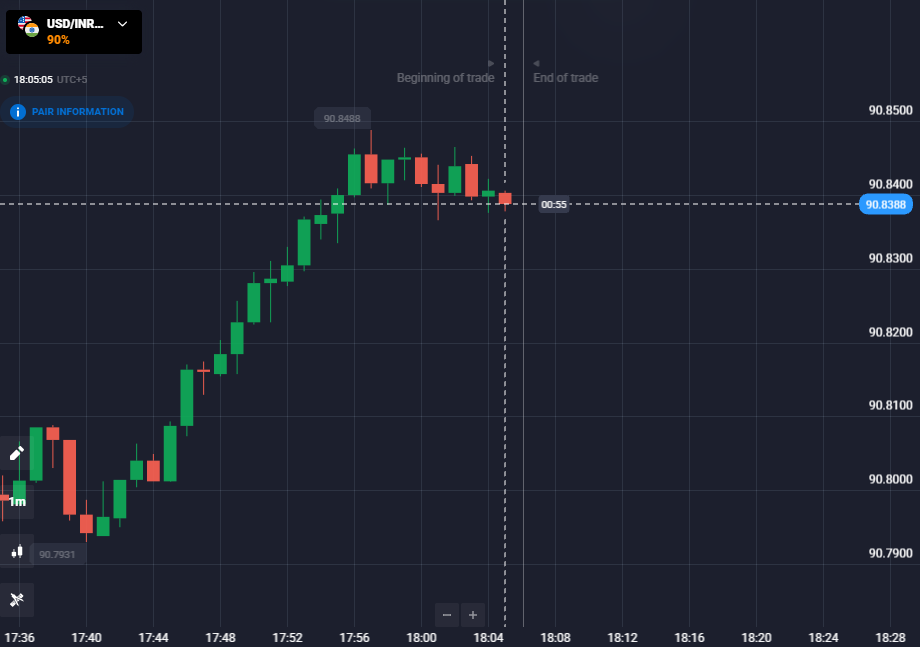 USD/INR...
90%
18:05:05 UTC+5
Beginning of trade
End of trade
PAIR INFORMATION
90.8500
90.8488
90.8400
00:55
90.8388
90.8300
90.8200
90.8100
90.8000
1m
90.7931
90.7900
17:36 17:40 17:44 17:48 17:52 17:56 18:00 18:04 18:08 18:12 18:16 18:20 18:24 18:28